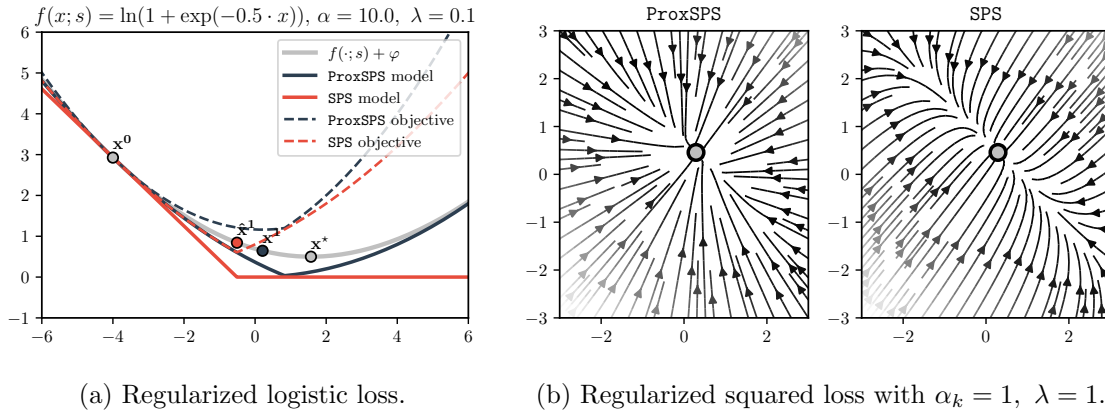 f(x; s) = ln(1 + exp(−0.5 · x)), α = 10.0, λ = 0.1
6
5
4
3
2
1
0
−1
−6
−4
−2
0
2
4
6
f(·; s) + φ
ProxSPS model
SPS model
ProxSPS objective
SPS objective
x⁰
x̂¹
x¹
x⋆
ProxSPS
3
2
1
0
−1
−2
−3
−2
0
2
SPS
3
2
1
0
−1
−2
−3
−2
0
2
(a) Regularized logistic loss.
(b) Regularized squared loss with αₖ = 1, λ = 1.